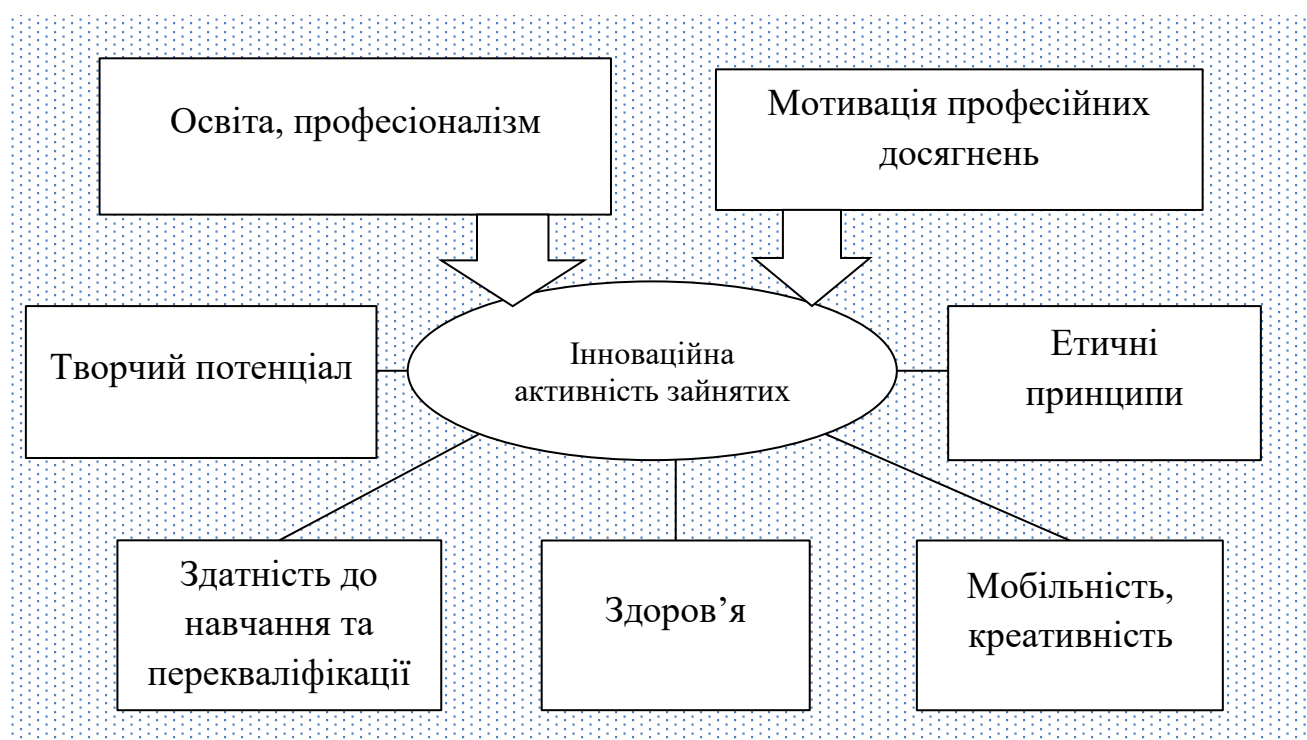 Освіта, професіоналізм
Мотивація професійних
досягнень
Творчий потенціал
Інноваційна
активність зайнятих
Етичні
принципи
Здатність до
навчання та
перекваліфікації
Здоров’я
Мобільність,
креативність